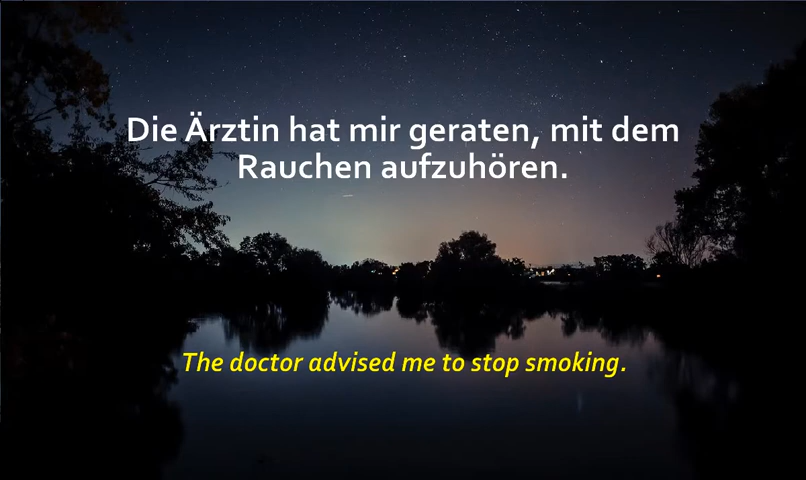 Die Ärztin hat mir geraten, mit dem
Rauchen aufzuhören.
The doctor advised me to stop smoking.